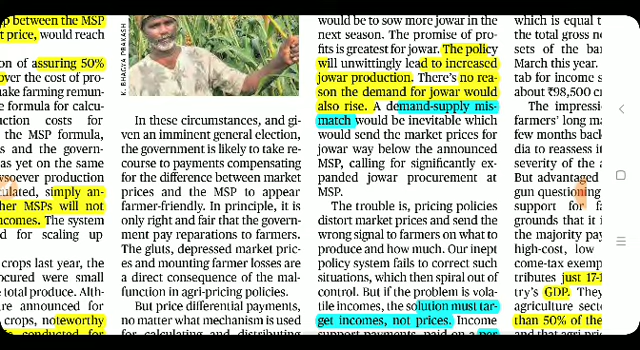 p between the MSP
t price, would reach
on of assuring 50%
over the cost of pro-
ake farming remun-
e formula for calcu-
uction costs for
the MSP formula,
s and the govern-
as yet on the same
ysoever production
culated, simply an-
her MSPs will not
ncomes. The system
d for scaling up
crops last year, the
ocured were small
e total produce. Alth-
are announced for
crops, noteworthy
conducted for
K. BHAGYA PRAKASH
In these circumstances, and gi-
ven an imminent general election,
the government is likely to take re-
course to payments compensating
for the difference between market
prices and the MSP to appear
farmer-friendly. In principle, it is
only right and fair that the govern-
ment pay reparations to farmers.
The gluts, depressed market pric-
es and mounting farmer losses are
a direct consequence of the mal-
function in agri-pricing policies.
But price differential payments,
no matter what mechanism is used
for calculating and distributing
would be to sow more jowar in the
next season. The promise of pro-
fits is greatest for jowar. The policy
will unwittingly lead to increased
jowar production. There's no rea-
son the demand for jowar would
also rise. A demand-supply mis-
match would be inevitable which
would send the market prices for
jowar way below the announced
MSP, calling for significantly ex-
panded jowar procurement at
MSP.
The trouble is, pricing policies
distort market prices and send the
wrong signal to farmers on what to
produce and how much. Our inept
policy system fails to correct such
situations, which then spiral out of
control. But if the problem is vola-
tile incomes, the solution must tar-
get incomes, not prices. Income
support payments, paid on a per
which is equal t
the total gross n
sets of the ba
March this year.
tab for income s
about ₹98,500 c
The impressi
farmers' long ma
few months back
dia to reassess it
severity of the a
But advantaged
gun questioning
support for fa
grounds that it i
the majority pay
high-cost, low
come-tax exemp
tributes just 17-1
try's GDP. They
agriculture secto
than 50% of the
and that agri pri